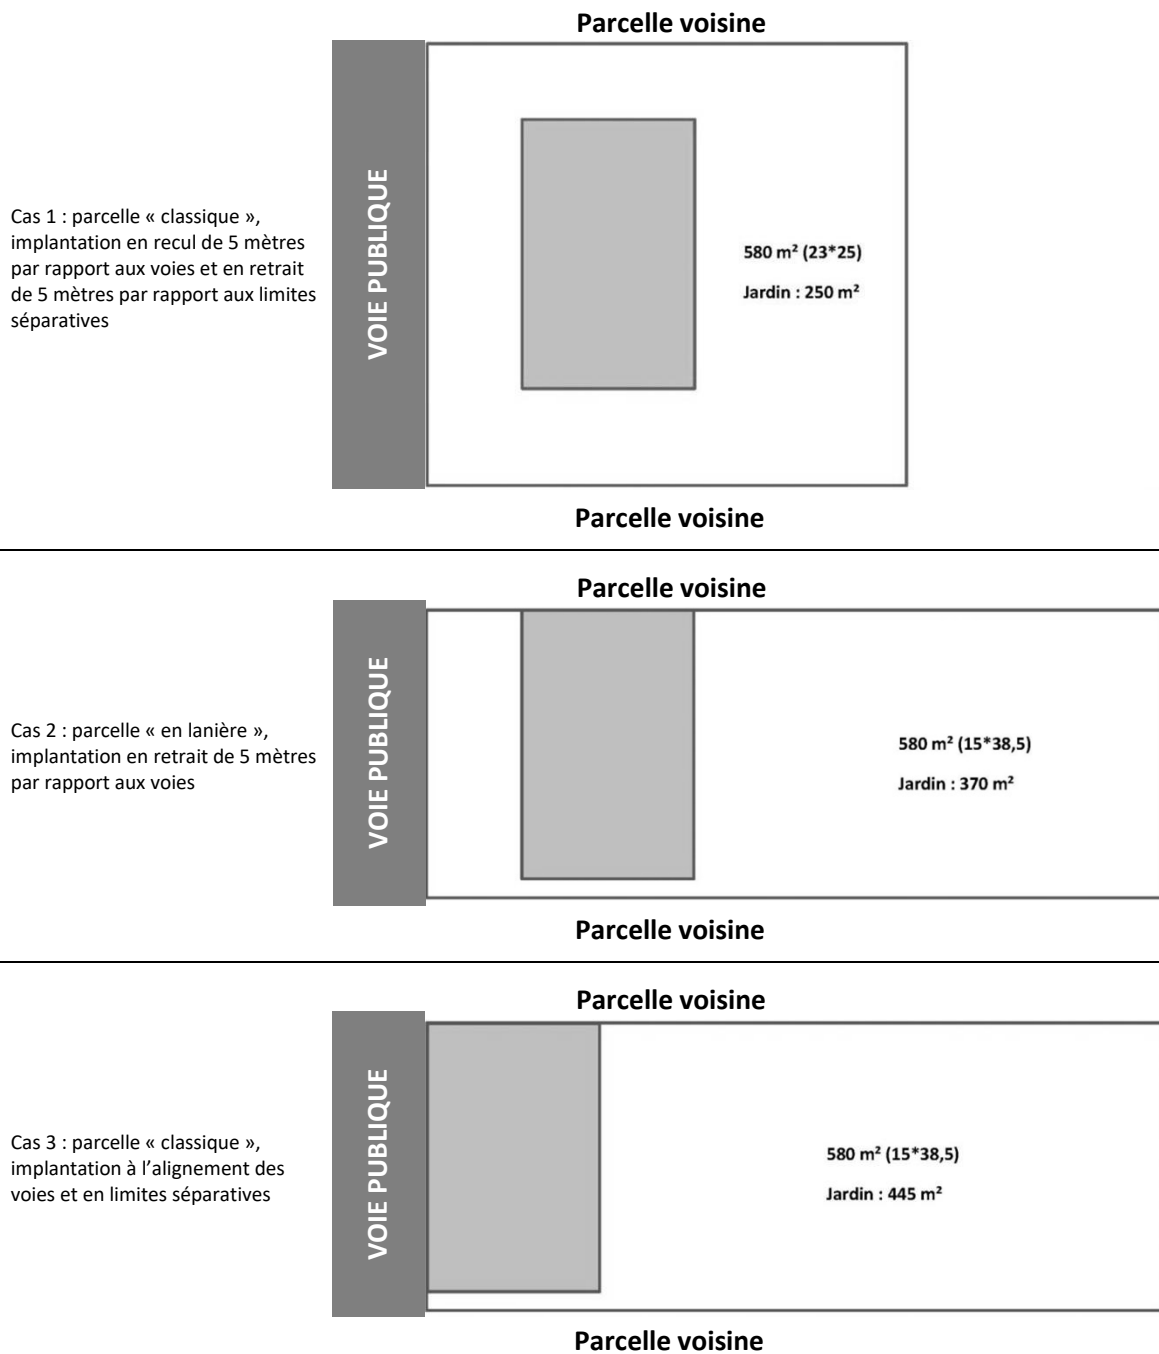 Parcelle voisine
Cas 1 : parcelle « classique »,
implantation en recul de 5 mètres
par rapport aux voies et en retrait
de 5 mètres par rapport aux limites
séparatives
VOIE PUBLIQUE
580 m² (23*25)
Jardin : 250 m²
Parcelle voisine
Parcelle voisine
Cas 2 : parcelle « en lanière »,
implantation en retrait de 5 mètres
par rapport aux voies
VOIE PUBLIQUE
580 m² (15*38,5)
Jardin : 370 m²
Parcelle voisine
Parcelle voisine
Cas 3 : parcelle « classique »,
implantation à l’alignement des
voies et en limites séparatives
VOIE PUBLIQUE
580 m² (15*38,5)
Jardin : 445 m²
Parcelle voisine